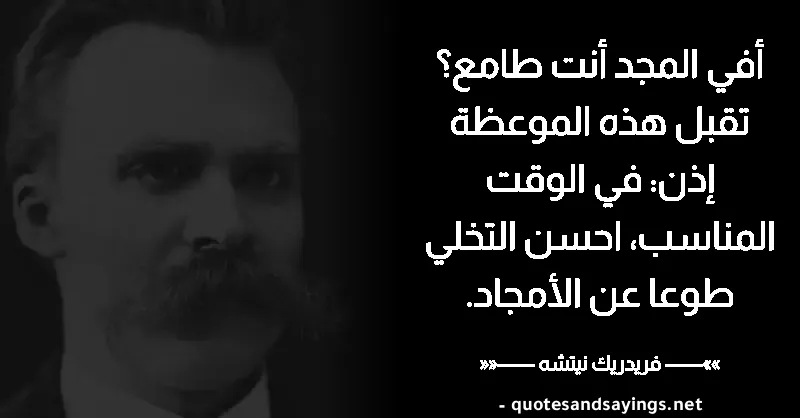 أفي المجد أنت طامع؟
تقبل هذه الموعظة
إذن: في الوقت
المناسب، احسن التخلي
طوعا عن الأمجاد.
»»—— فريدريك نيتشه ——««
- quotesandsayings.net